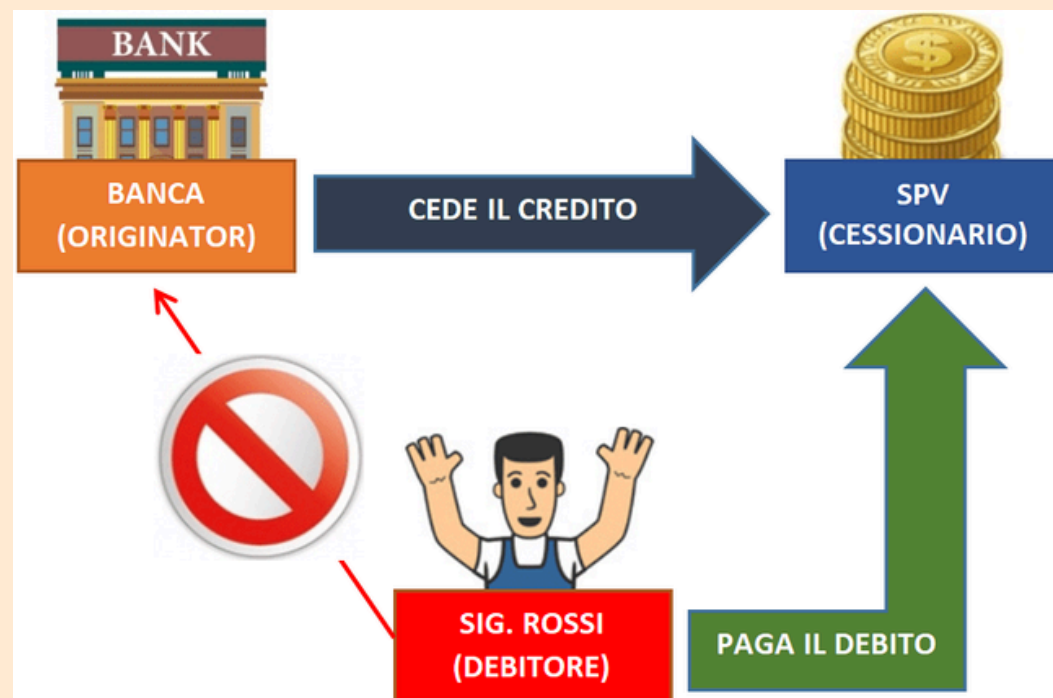 BANK
BANCA
(ORIGINATOR)
CEDE IL CREDITO
$
SPV
(CESSIONARIO)
SIG. ROSSI
(DEBITORE)
PAGA IL DEBITO